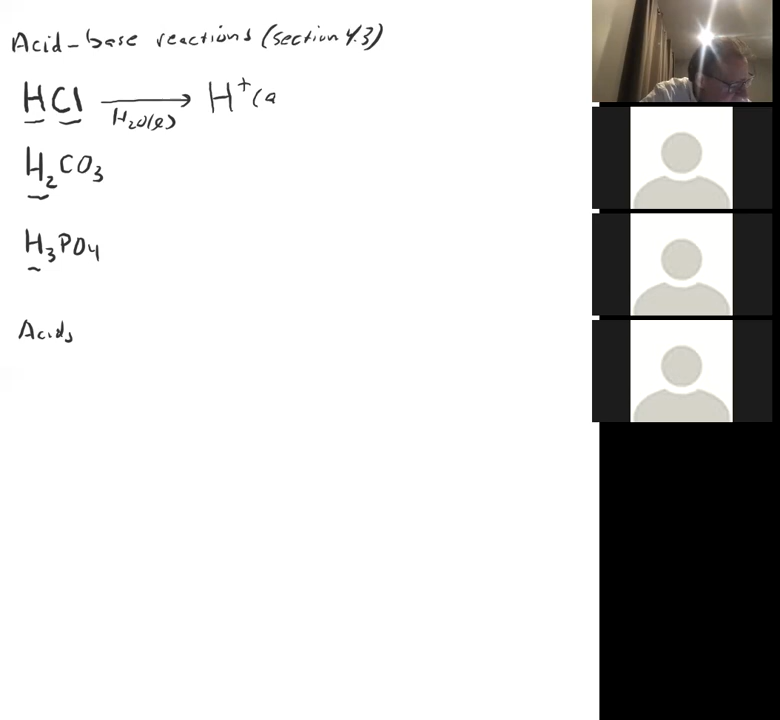 Acid-base reactions (section 4.3)
HCl → H⁺(a
H₂O(l)
H₂CO₃
H₃PO₄
Acids